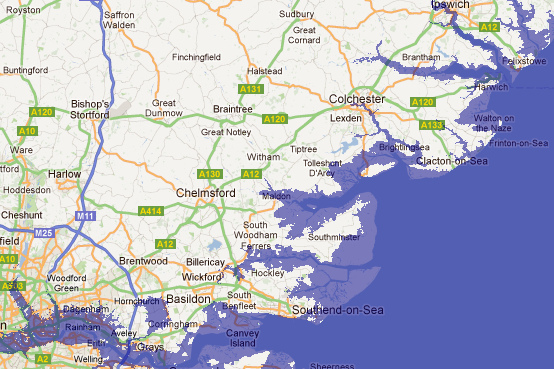 Royston
Saffron
Walden
Sudbury
Ipswich
A12
Great
Cornard
Finchingfield
Brantham
Felixstowe
Buntingford
Halstead
A131
Harwich
Bishop's
Stortford
Great
Dunmow
Braintree
Colchester
A120
A120
A120
Lexden
A133
Walton on
the Naze
A10
Great Notley
Frinton-on-Sea
Ware
Witham
Tiptree
Brightlingsea
Tolleshunt
D'Arcy
Clacton-on-Sea
Harlow
A130
A12
Hoddesdon
Chelmsford
Maldon
Cheshunt
M11
A414
M25
A12
South
Woodham
Ferrers
Southminster
A10
Brentwood
Billericay
Wickford
Hockley
Woodford
Green
Hornchurch
Basildon
South
Benfleet
Dagenham
Rainham
Corringham
Southend-on-Sea
Aveley
Canvey
Island
Erith
Grays
A2
Welling
Sheerness